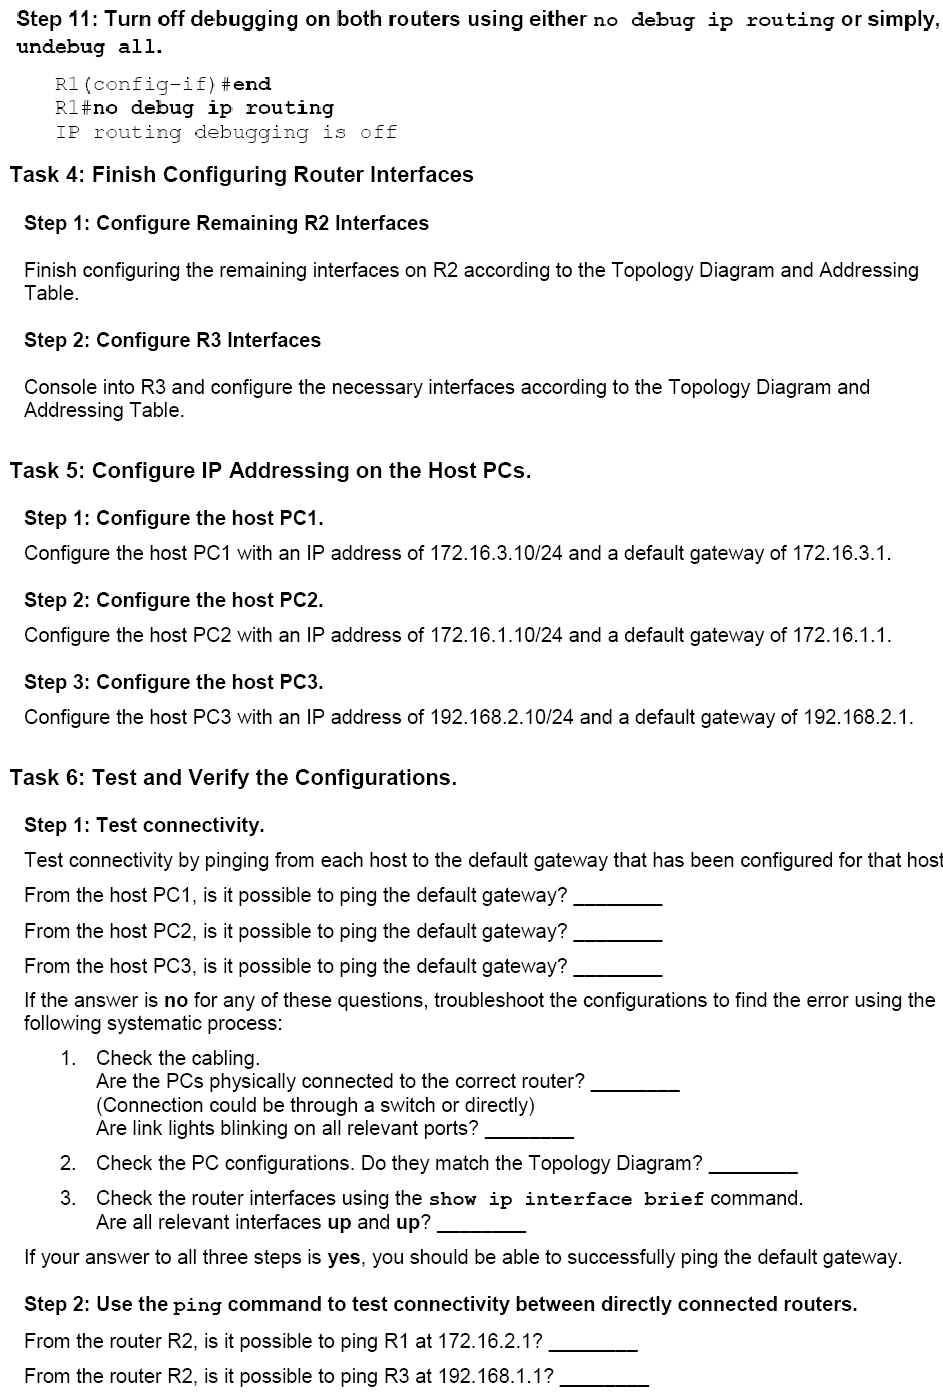 Step 11: Turn off debugging on both routers using either no debug ip routing or simply,
undebug all.
R1(config-if)#end
R1#no debug ip routing
IP routing debugging is off
Task 4: Finish Configuring Router Interfaces
Step 1: Configure Remaining R2 Interfaces
Finish configuring the remaining interfaces on R2 according to the Topology Diagram and Addressing
Table.
Step 2: Configure R3 Interfaces
Console into R3 and configure the necessary interfaces according to the Topology Diagram and
Addressing Table.
Task 5: Configure IP Addressing on the Host PCs.
Step 1: Configure the host PC1.
Configure the host PC1 with an IP address of 172.16.3.10/24 and a default gateway of 172.16.3.1.
Step 2: Configure the host PC2.
Configure the host PC2 with an IP address of 172.16.1.10/24 and a default gateway of 172.16.1.1.
Step 3: Configure the host PC3.
Configure the host PC3 with an IP address of 192.168.2.10/24 and a default gateway of 192.168.2.1.
Task 6: Test and Verify the Configurations.
Step 1: Test connectivity.
Test connectivity by pinging from each host to the default gateway that has been configured for that host
From the host PC1, is it possible to ping the default gateway? ________
From the host PC2, is it possible to ping the default gateway? ________
From the host PC3, is it possible to ping the default gateway? ________
If the answer is no for any of these questions, troubleshoot the configurations to find the error using the
following systematic process:
1. Check the cabling.
Are the PCs physically connected to the correct router? ________
(Connection could be through a switch or directly)
Are link lights blinking on all relevant ports? ________
2. Check the PC configurations. Do they match the Topology Diagram? ________
3. Check the router interfaces using the show ip interface brief command.
Are all relevant interfaces up and up? ________
If your answer to all three steps is yes, you should be able to successfully ping the default gateway.
Step 2: Use the ping command to test connectivity between directly connected routers.
From the router R2, is it possible to ping R1 at 172.16.2.1? ________
From the router R2, is it possible to ping R3 at 192.168.1.1? ________